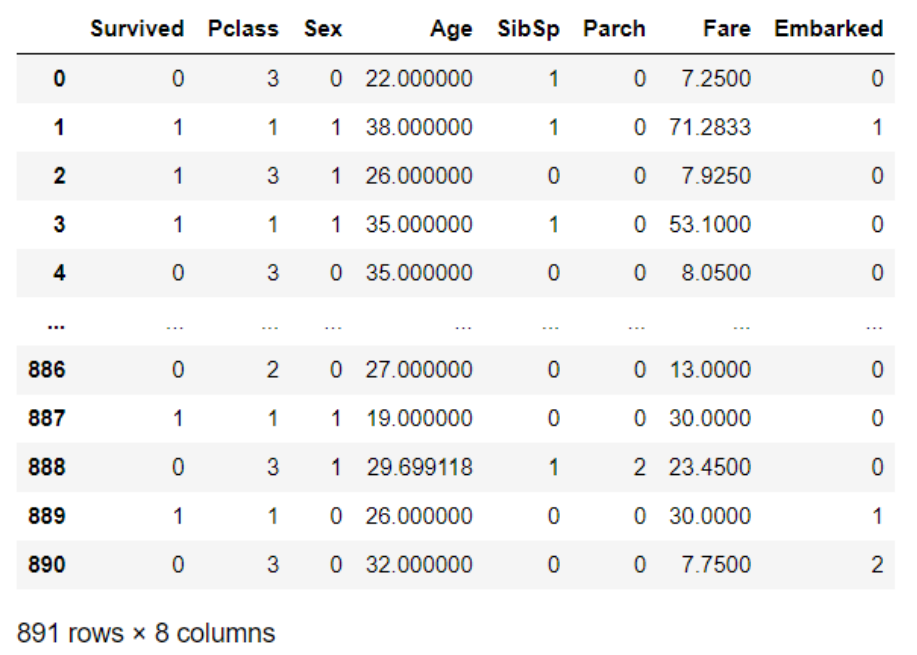 Survived Pclass Sex Age SibSp Parch Fare Embarked
0 0 3 0 22.000000 1 0 7.2500 0
1 1 1 1 38.000000 1 0 71.2833 1
2 1 3 1 26.000000 0 0 7.9250 0
3 1 1 1 35.000000 1 0 53.1000 0
4 0 3 0 35.000000 0 0 8.0500 0
... ... ... ... ... ... ... ... ...
886 0 2 0 27.000000 0 0 13.0000 0
887 1 1 1 19.000000 0 0 30.0000 0
888 0 3 1 29.699118 1 2 23.4500 0
889 1 1 0 26.000000 0 0 30.0000 1
890 0 3 0 32.000000 0 0 7.7500 2
891 rows × 8 columns